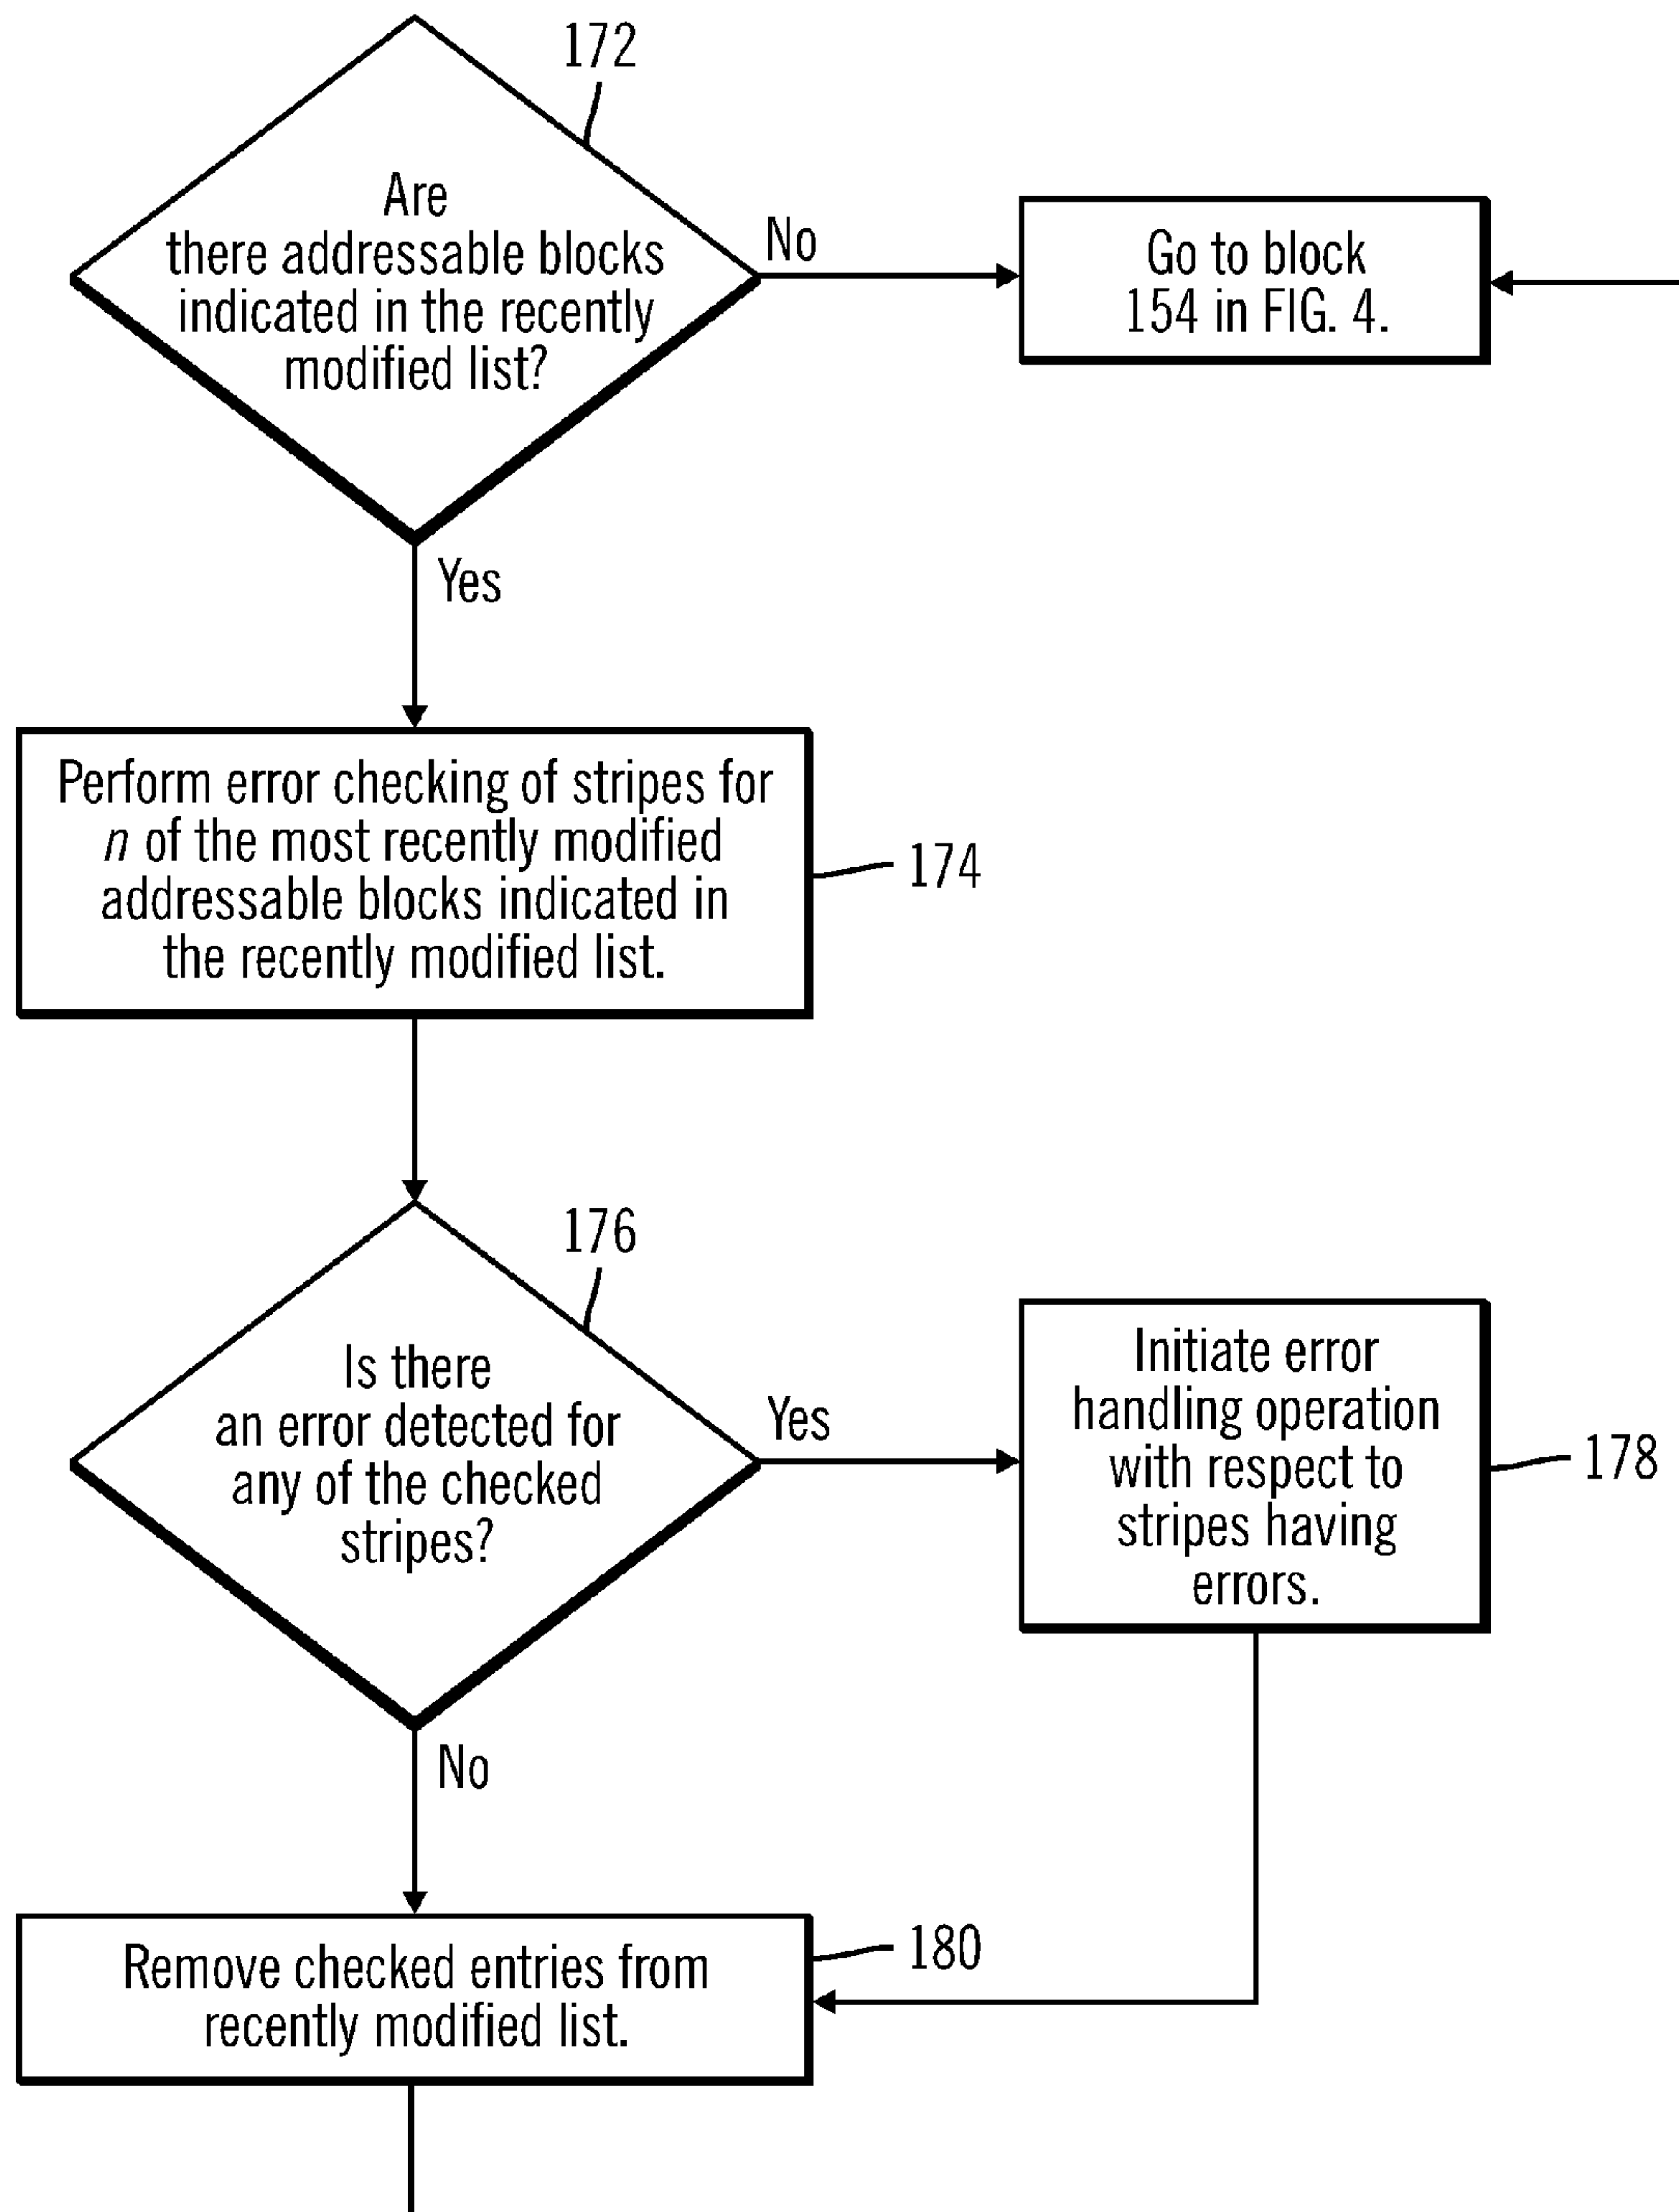 172
Are
there addressable blocks
indicated in the recently
modified list?
No
Go to block
154 in FIG. 4.
Yes
Perform error checking of stripes for
n of the most recently modified
addressable blocks indicated in
the recently modified list.
174
176
Is there
an error detected for
any of the checked
stripes?
Yes
Initiate error
handling operation
with respect to
stripes having
errors.
178
No
Remove checked entries from
recently modified list.
180